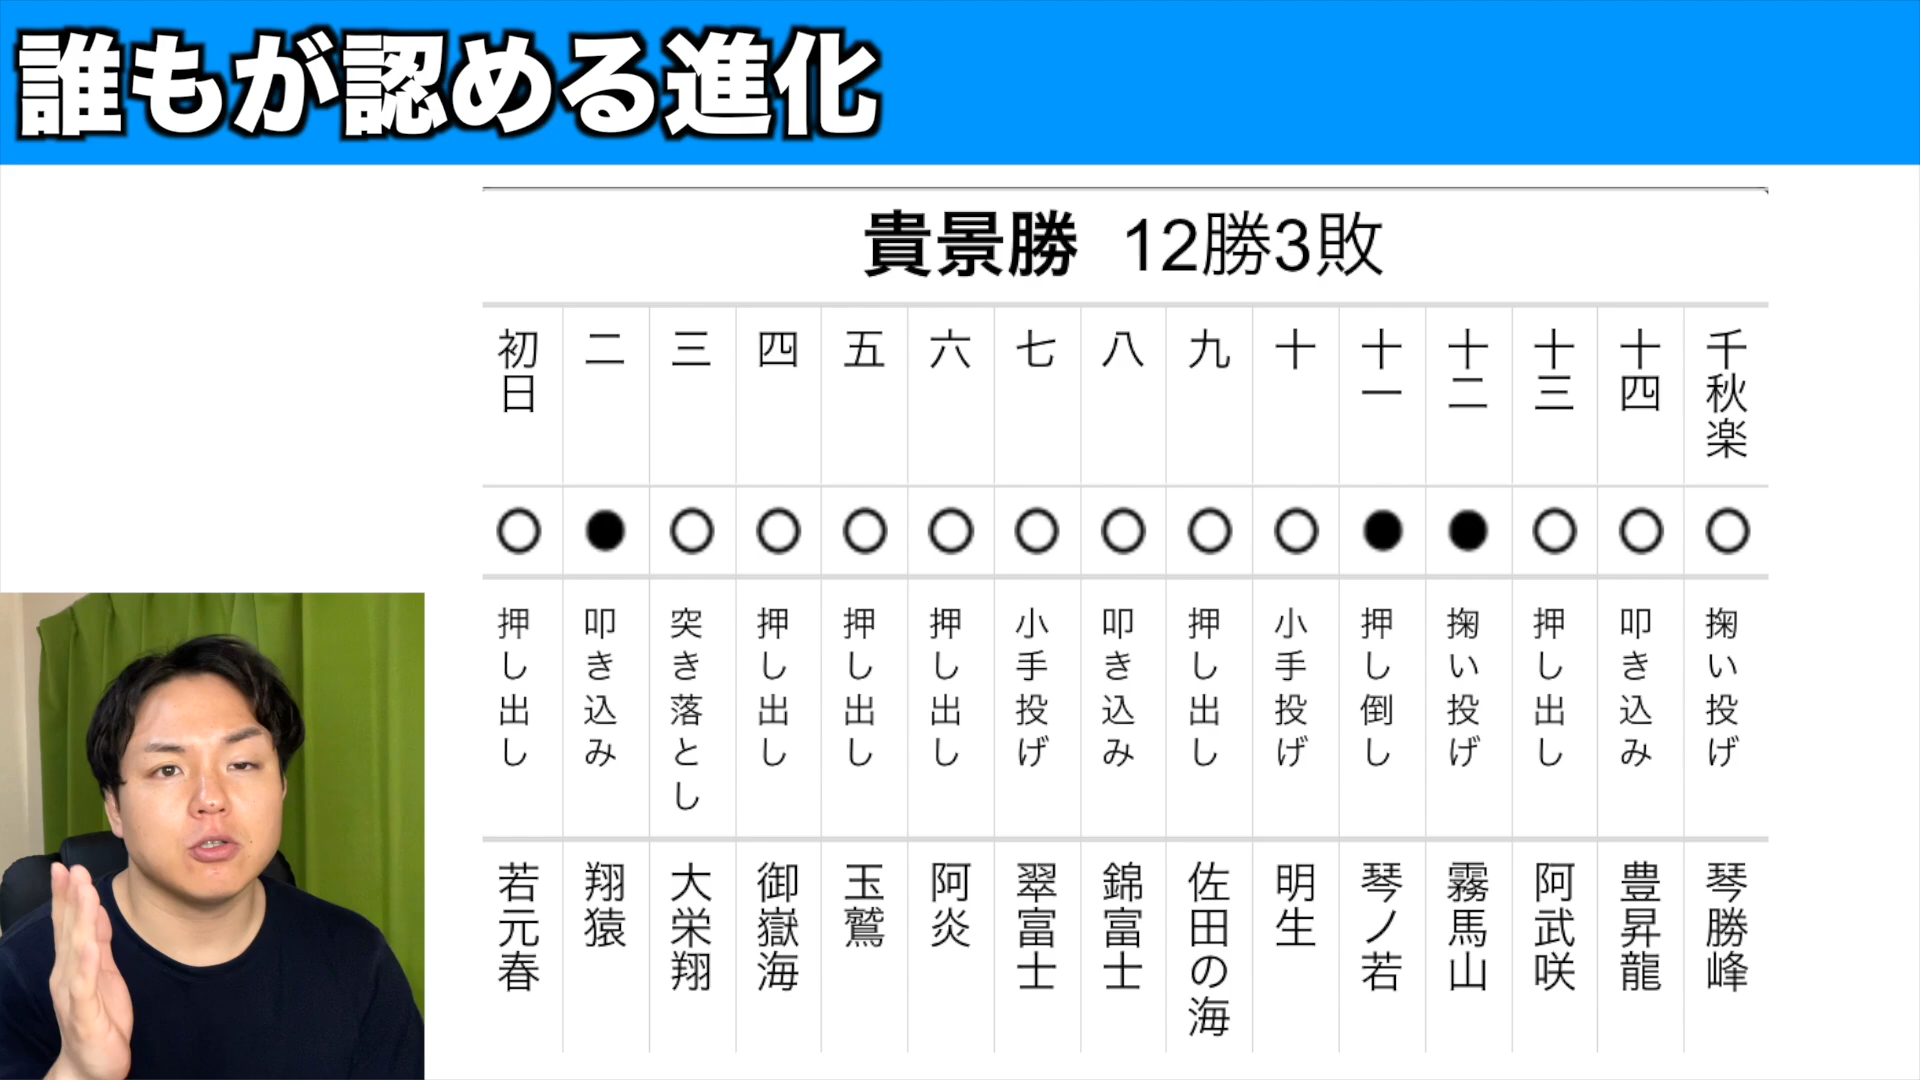 誰もが認める進化
貴景勝 12勝3敗
初日 二 三 四 五 六 七 八 九 十 十一 十二 十三 十四 千秋楽
○ ● ○ ○ ○ ○ ○ ○ ○ ○ ● ● ○ ○ ○
押し出し 叩き込み 突き落とし 押し出し 押し出し 押し出し 小手投げ 叩き込み 押し出し 小手投げ 押し倒し 掬い投げ 押し出し 叩き込み 掬い投げ
若元春 翔猿 大栄翔 御嶽海 玉鷲 阿炎 翠富士 錦富士 佐田の海 明生 琴ノ若 霧馬山 阿武咲 豊昇龍 琴勝峰